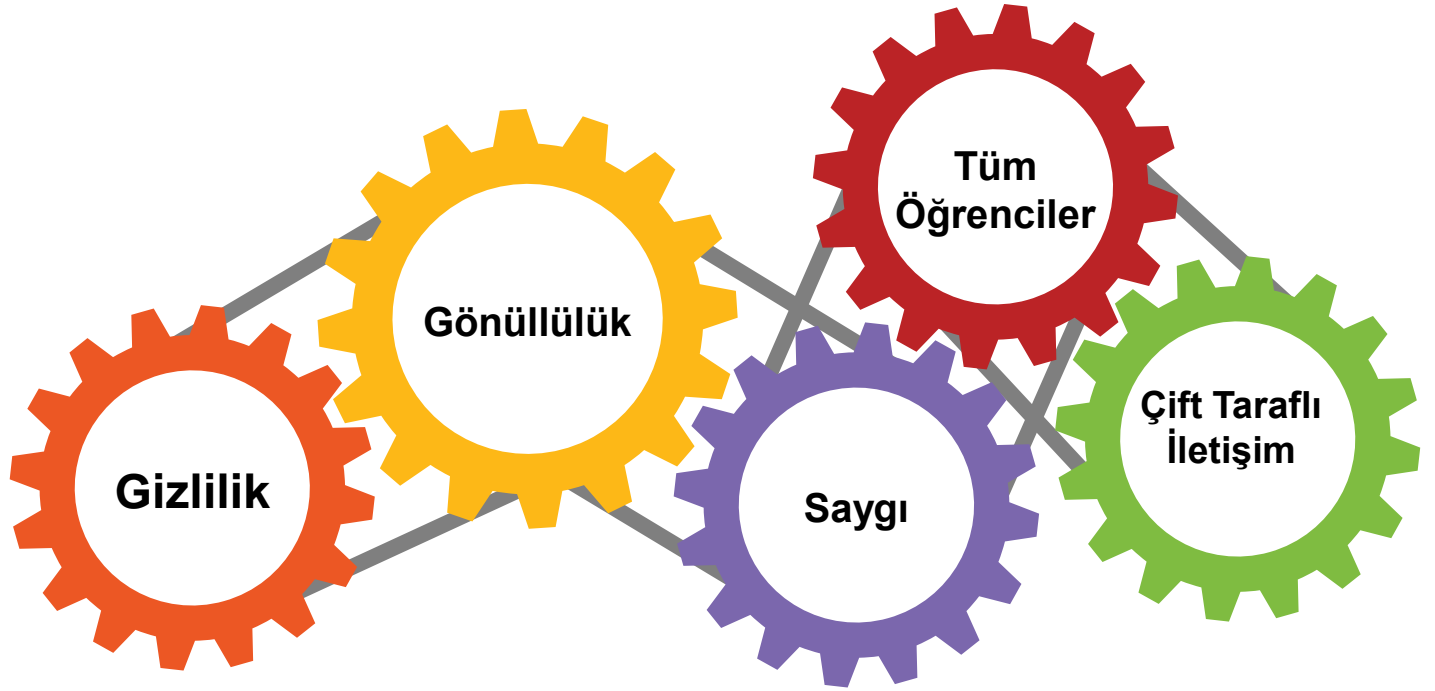 Gizlilik
Gönüllülük
Saygı
Tüm
Öğrenciler
Çift Taraflı
İletişim